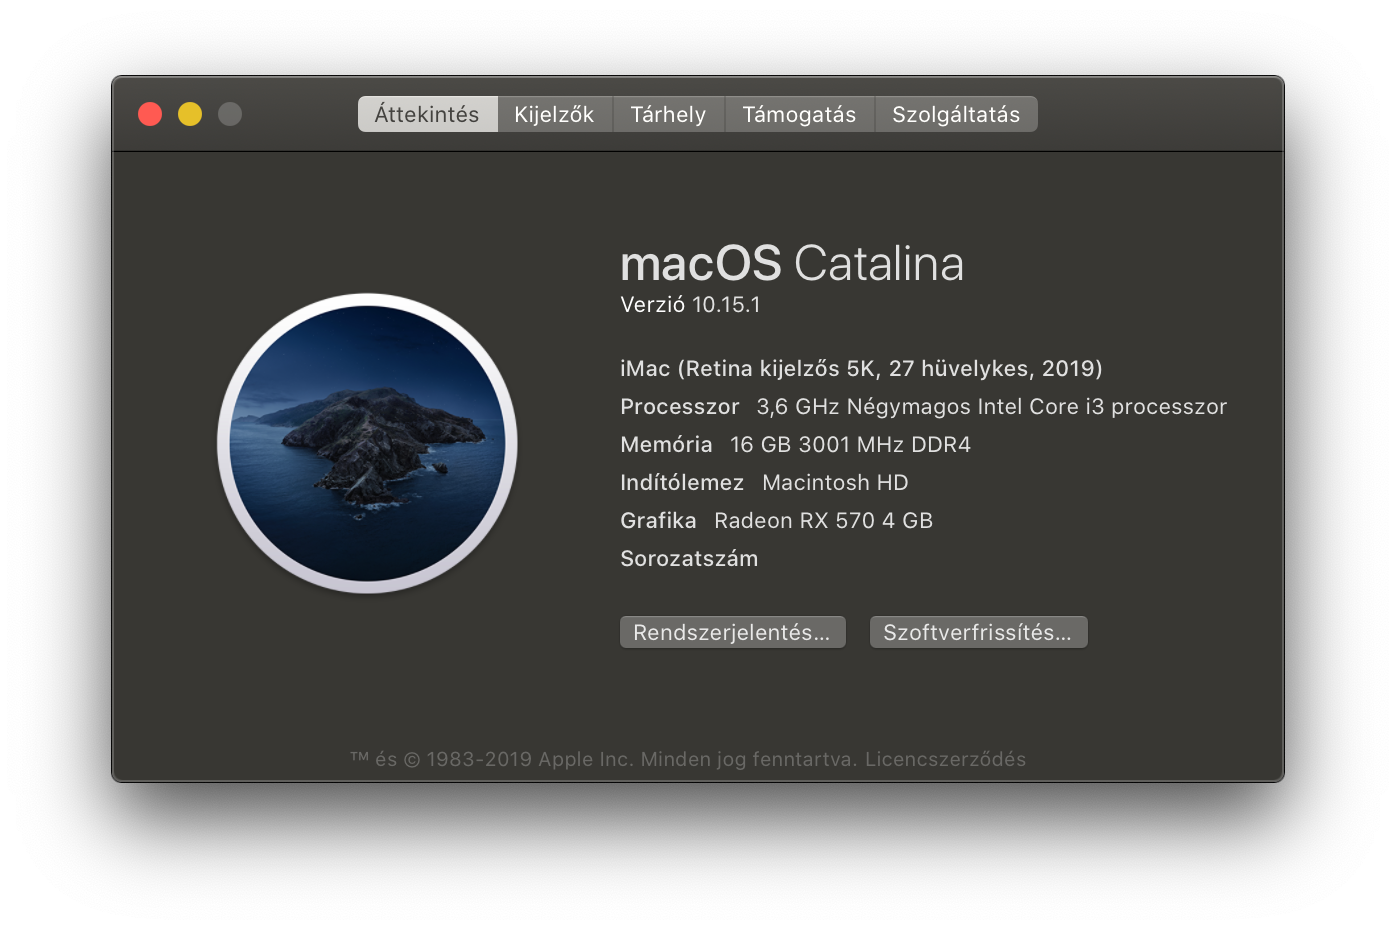 Áttekintés Kijelzők Tárhely Támogatás Szolgáltatás
macOS Catalina
Verzió 10.15.1
iMac (Retina kijelzős 5K, 27 hüvelykes, 2019)
Processzor 3,6 GHz Négymagos Intel Core i3 processzor
Memória 16 GB 3001 MHz DDR4
Indítólemez Macintosh HD
Grafika Radeon RX 570 4 GB
Sorozatszám
Rendszerjelentés... Szoftverfrissítés...
™ és © 1983-2019 Apple Inc. Minden jog fenntartva. Licencszerződés